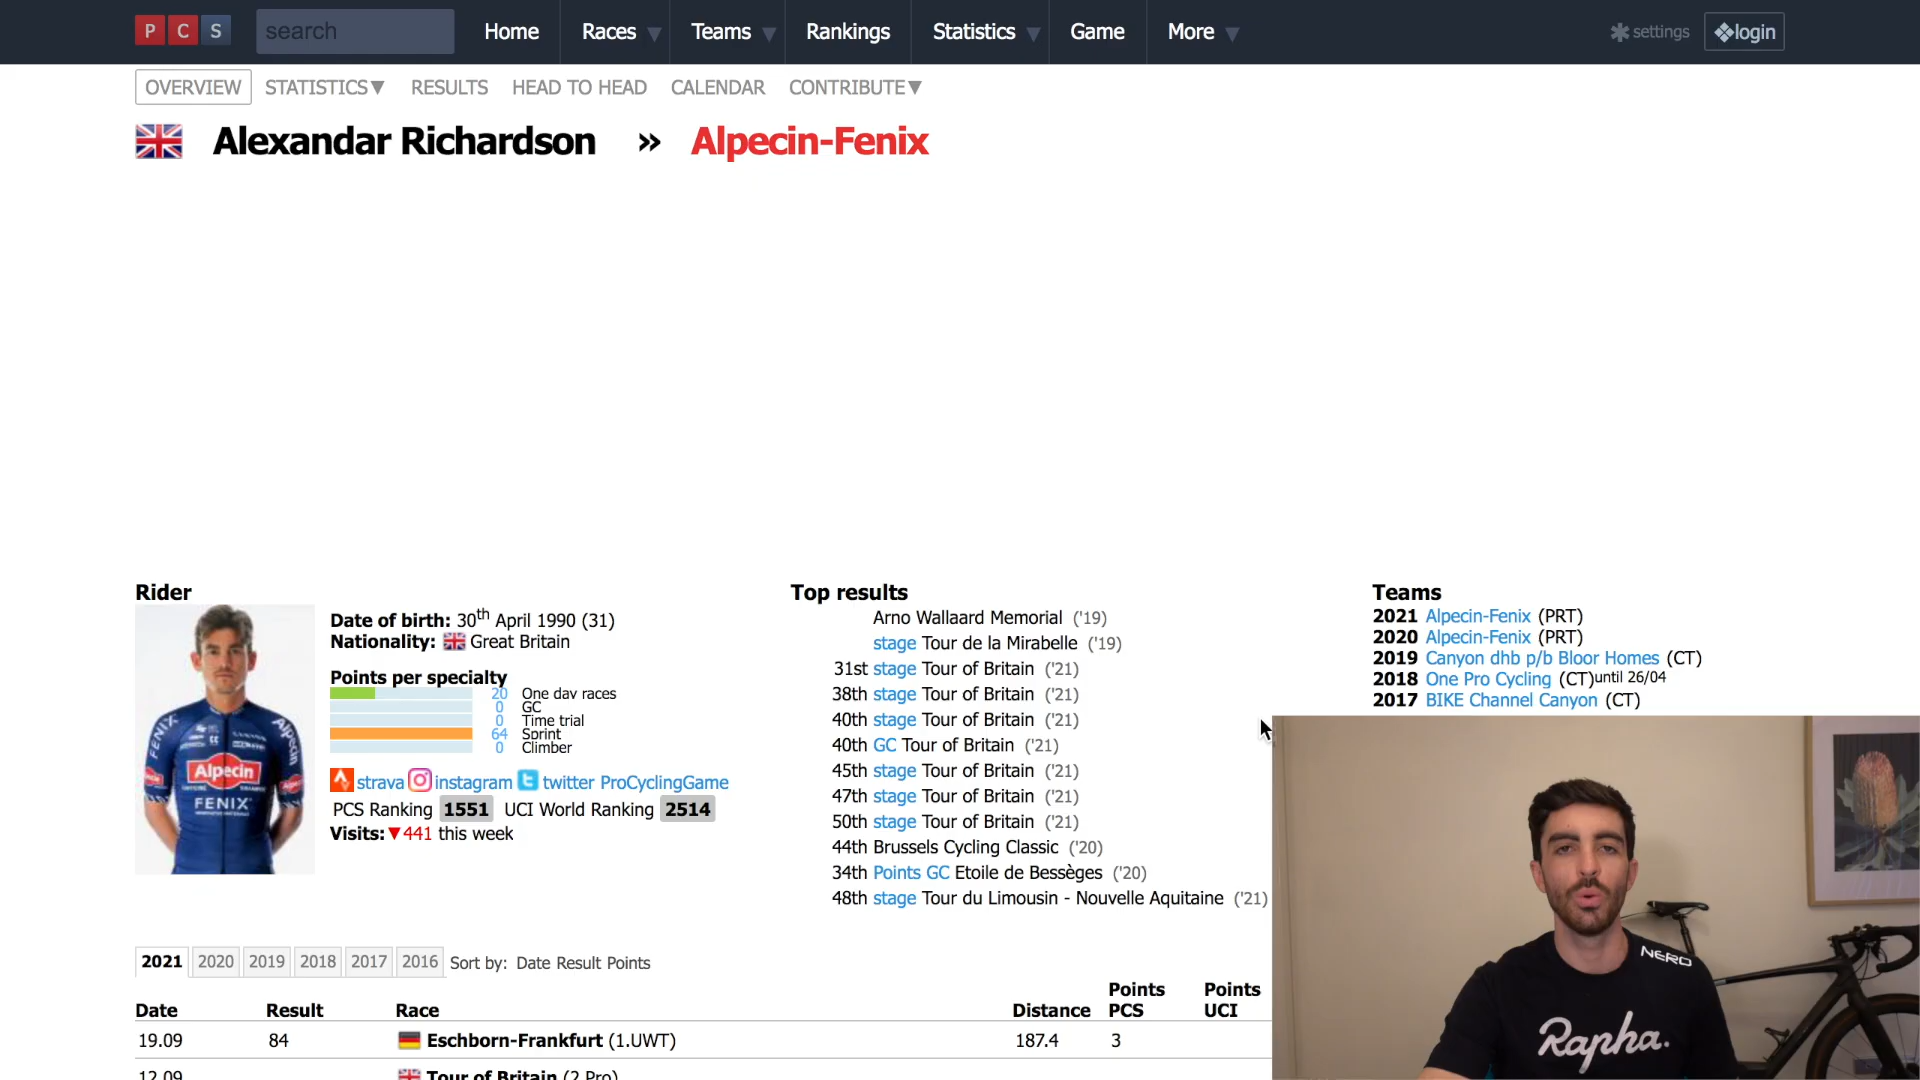 P C S search Home Races Teams Rankings Statistics Game More settings login
OVERVIEW STATISTICS▼ RESULTS HEAD TO HEAD CALENDAR CONTRIBUTE▼
Alexandar Richardson » Alpecin-Fenix
Rider
Date of birth: 30th April 1990 (31)
Nationality: Great Britain
Points per specialty
20 One day races
0 GC
0 Time trial
64 Sprint
0 Climber
strava instagram twitter ProCyclingGame
PCS Ranking 1551 UCI World Ranking 2514
Visits: ▼441 this week
FENIX Alpecin
Alpecin
FENIX
Top results
Arno Wallaard Memorial ('19)
stage Tour de la Mirabelle ('19)
31st stage Tour of Britain ('21)
38th stage Tour of Britain ('21)
40th stage Tour of Britain ('21)
40th GC Tour of Britain ('21)
45th stage Tour of Britain ('21)
47th stage Tour of Britain ('21)
50th stage Tour of Britain ('21)
44th Brussels Cycling Classic ('20)
34th Points GC Etoile de Bessèges ('20)
48th stage Tour du Limousin - Nouvelle Aquitaine ('21)
Teams
2021 Alpecin-Fenix (PRT)
2020 Alpecin-Fenix (PRT)
2019 Canyon dhb p/b Bloor Homes (CT)
2018 One Pro Cycling (CT)until 26/04
2017 BIKE Channel Canyon (CT)
2021 2020 2019 2018 2017 2016 Sort by: Date Result Points
Date Result Race Distance Points PCS Points UCI
19.09 84 Eschborn-Frankfurt (1.UWT) 187.4 3
12.09 Tour of Britain (2.Pro)
NERO
Rapha.